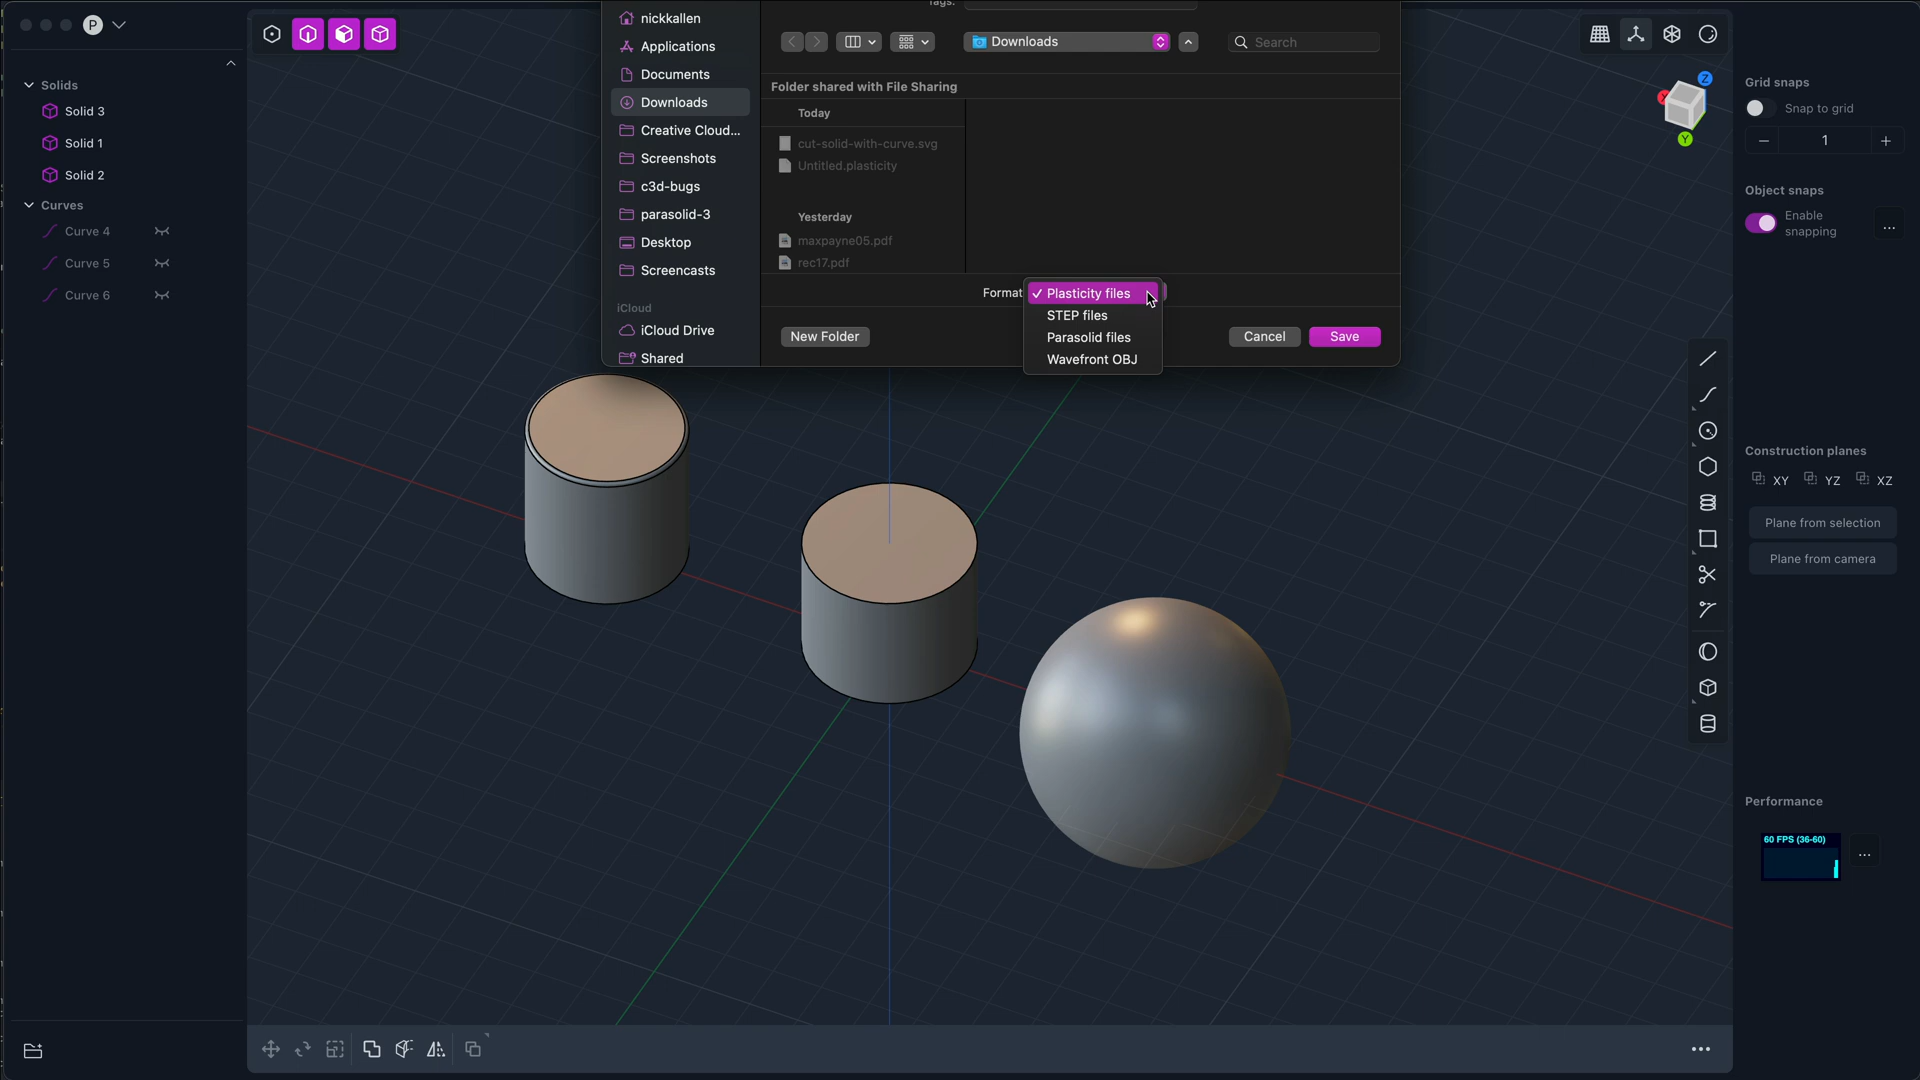 P
Solids
Solid 3
Solid 1
Solid 2
Curves
Curve 4
Curve 5
Curve 6
nickkallen
Applications
Documents
Downloads
Creative Cloud...
Screenshots
c3d-bugs
parasolid-3
Desktop
Screencasts
iCloud
iCloud Drive
Shared
Tags:
Downloads
Search
Folder shared with File Sharing
Today
cut-solid-with-curve.svg
Untitled.plasticity
Yesterday
maxpayne05.pdf
rec17.pdf
Format
✓ Plasticity files
STEP files
Parasolid files
Wavefront OBJ
New Folder
Cancel
Save
Z
X
Y
Grid snaps
Snap to grid
− 1 +
Object snaps
Enable
snapping
...
Construction planes
XY YZ XZ
Plane from selection
Plane from camera
Performance
60 FPS (36-60)
...